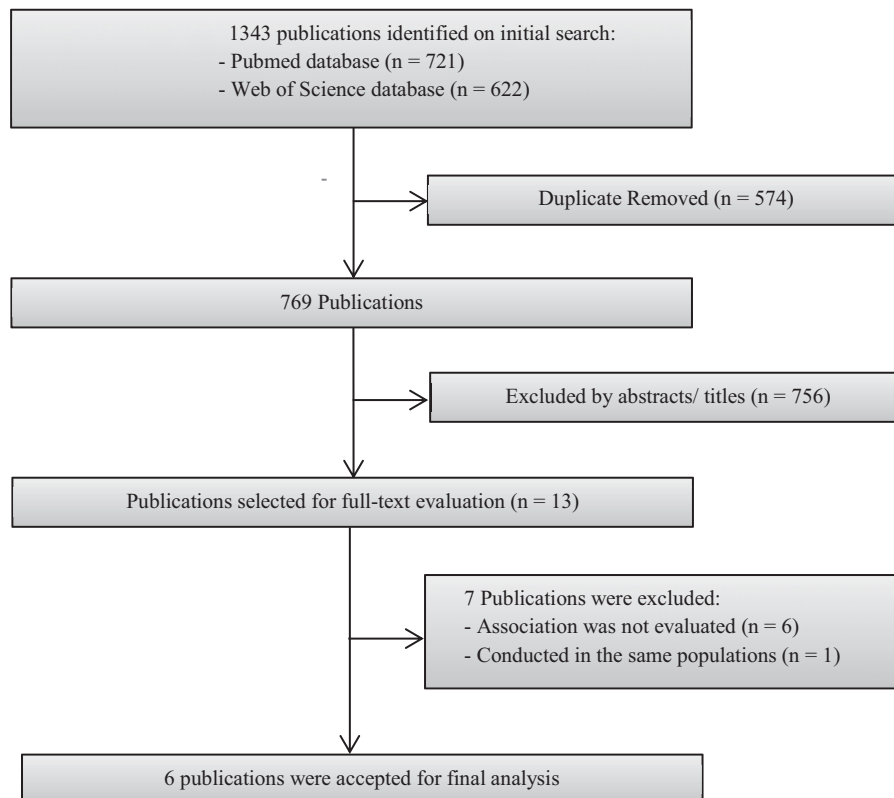 1343 publications identified on initial search:
- Pubmed database (n = 721)
- Web of Science database (n = 622)
-
Duplicate Removed (n = 574)
769 Publications
Excluded by abstracts/ titles (n = 756)
Publications selected for full-text evaluation (n = 13)
7 Publications were excluded:
- Association was not evaluated (n = 6)
- Conducted in the same populations (n = 1)
6 publications were accepted for final analysis